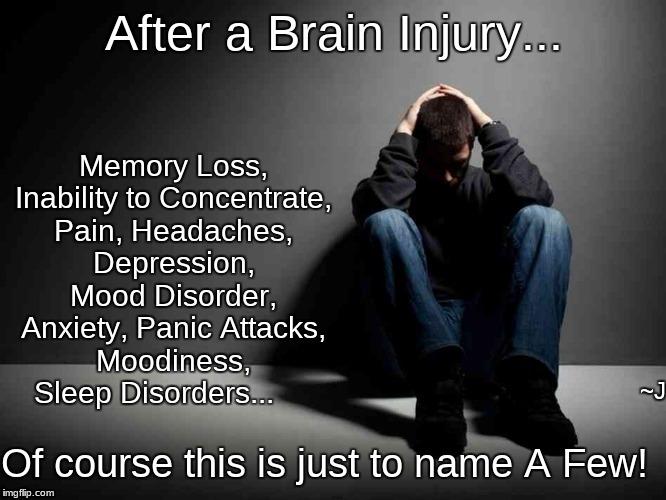 After a Brain Injury...
Memory Loss,
Inability to Concentrate,
Pain, Headaches,
Depression,
Mood Disorder,
Anxiety, Panic Attacks,
Moodiness,
Sleep Disorders...
~J
Of course this is just to name A Few!
imgflip.com